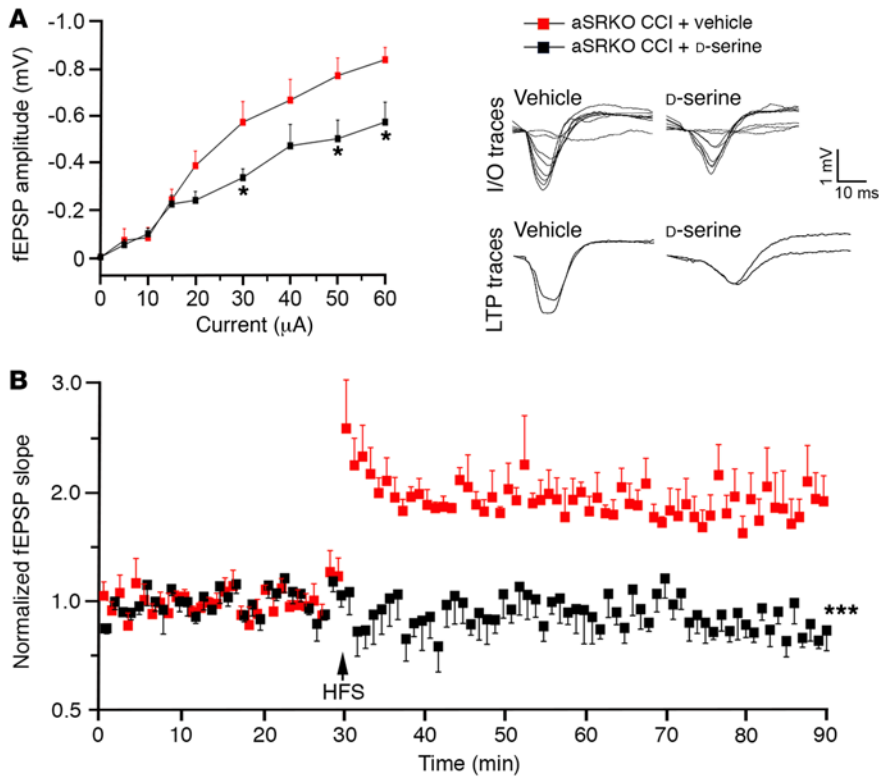 A
aSRKO CCI + vehicle
aSRKO CCI + D-serine
fEPSP amplitude (mV)
-1.0
-0.8
-0.6
-0.4
-0.2
0
* * *
0 10 20 30 40 50 60
Current (μA)
I/O traces
Vehicle D-serine
1 mV
10 ms
LTP traces
Vehicle D-serine
B
Normalized fEPSP slope
3.0
2.0
1.0
0.5
***
HFS
0 10 20 30 40 50 60 70 80 90
Time (min)